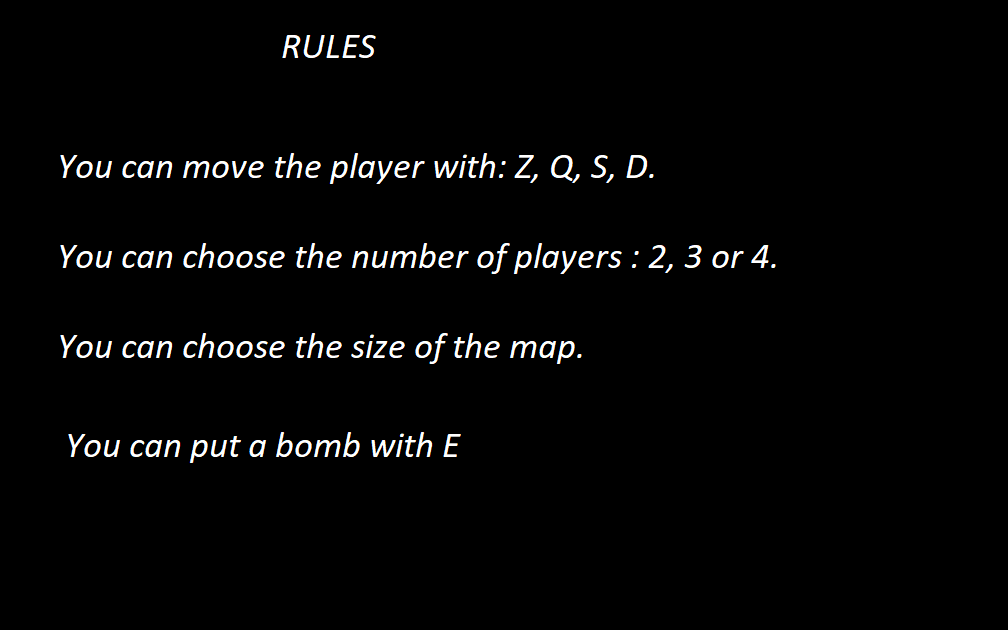 RULES
You can move the player with: Z, Q, S, D.
You can choose the number of players : 2, 3 or 4.
You can choose the size of the map.
You can put a bomb with E